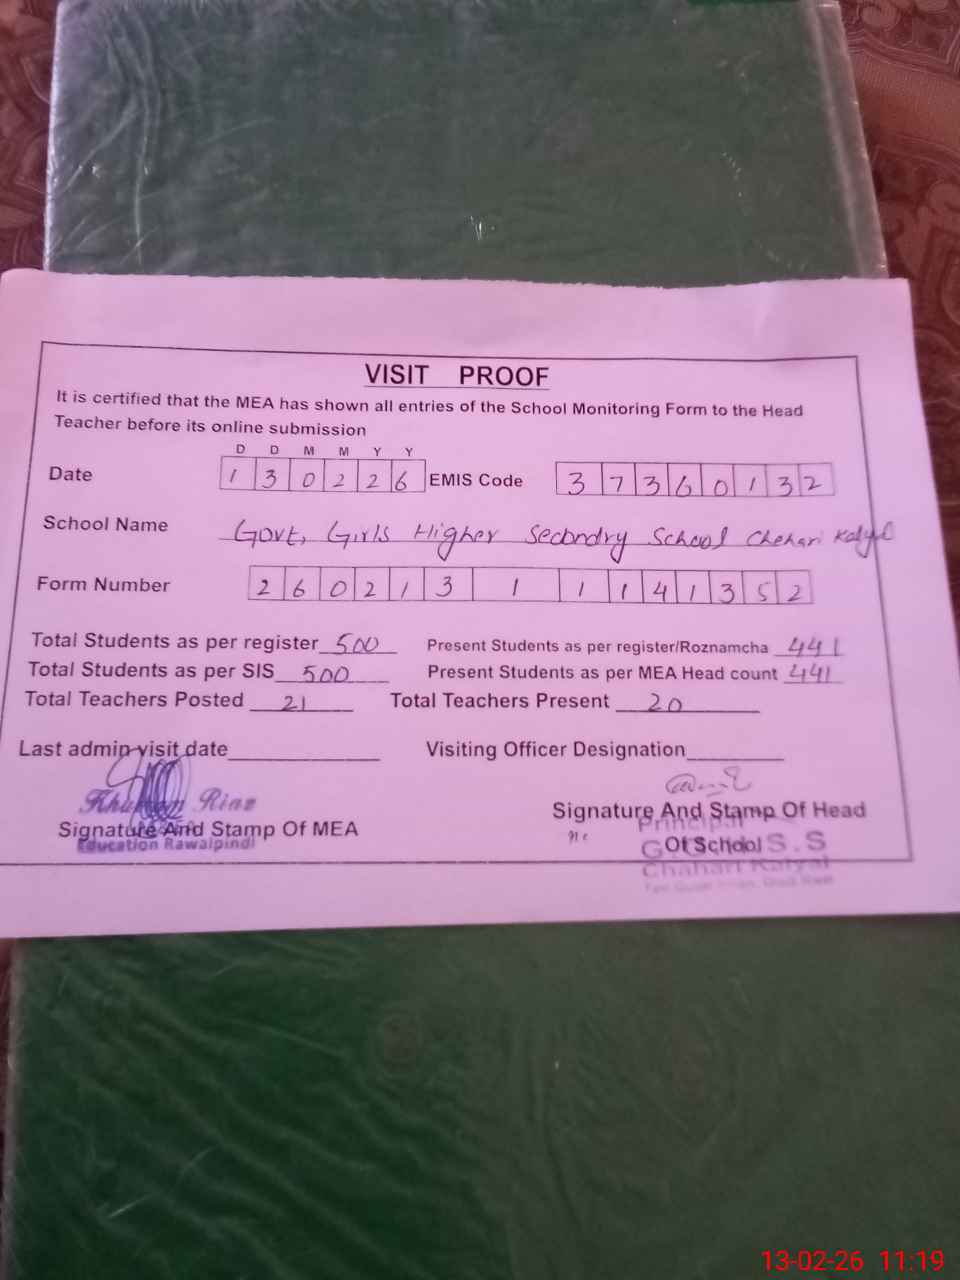 VISIT PROOF
It is certified that the MEA has shown all entries of the School Monitoring Form to the Head
Teacher before its online submission
D D M M Y Y
Date 1 3 0 2 2 6 EMIS Code 3 7 3 6 0 1 3 2
School Name Govt, Girls Higher Secondry School Chehari Kalyal
Form Number 2 6 0 2 1 3 1 1 1 4 1 3 5 2
Total Students as per register 500 Present Students as per register/Roznamcha 441
Total Students as per SIS 500 Present Students as per MEA Head count 441
Total Teachers Posted 21 Total Teachers Present 20
Last admin visit date Visiting Officer Designation
Khurram Riaz
Signature And Stamp Of MEA Signature And Stamp Of Head
Education Rawalpindi Principal
Of School
S.S
Chahari Kalyal
13-02-26 11:19